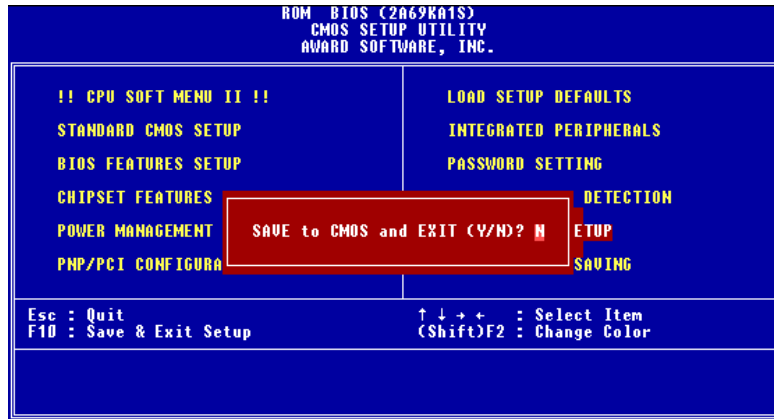 ROM BIOS (2A69KA1S)
CMOS SETUP UTILITY
AWARD SOFTWARE, INC.
!! CPU SOFT MENU II !!
STANDARD CMOS SETUP
BIOS FEATURES SETUP
CHIPSET FEATURES
POWER MANAGEMENT
PNP/PCI CONFIGURA
LOAD SETUP DEFAULTS
INTEGRATED PERIPHERALS
PASSWORD SETTING
DETECTION
ETUP
SAVING
SAVE to CMOS and EXIT (Y/N)? N
Esc : Quit
F10 : Save & Exit Setup
↑ ↓ → ← : Select Item
(Shift)F2 : Change Color